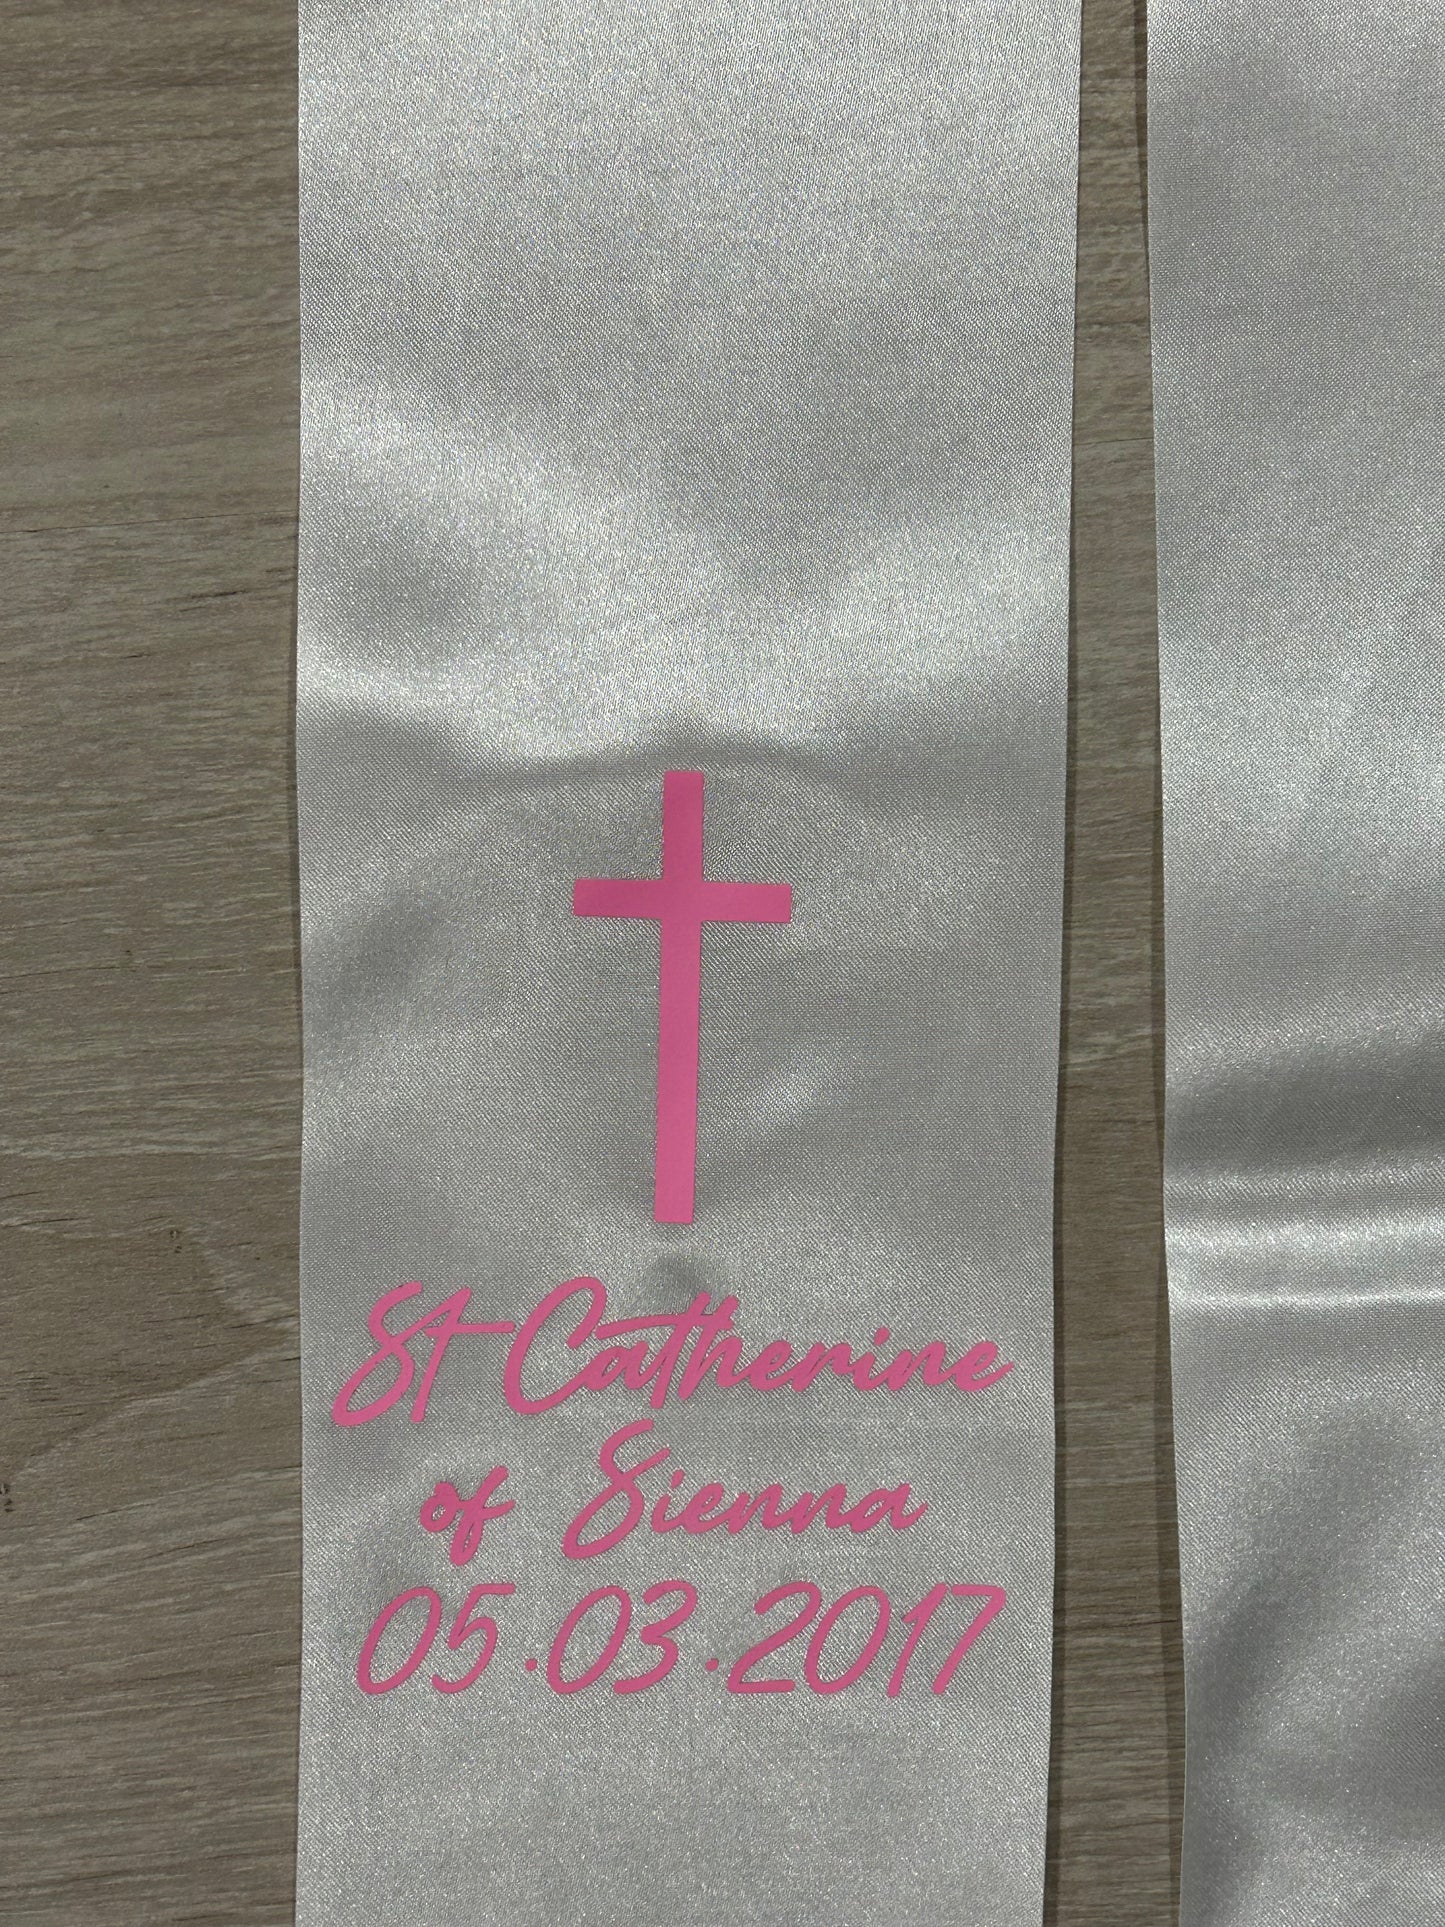 St Catherine
of Sienna
05.03.2017